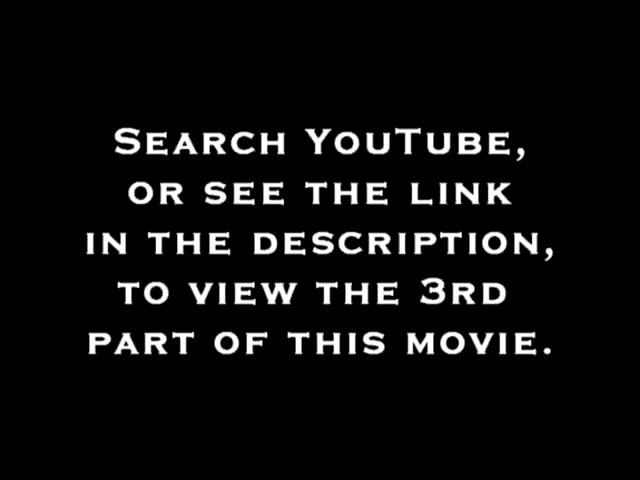 Search YouTube,
or see the link
in the description,
to view the 3rd
part of this movie.